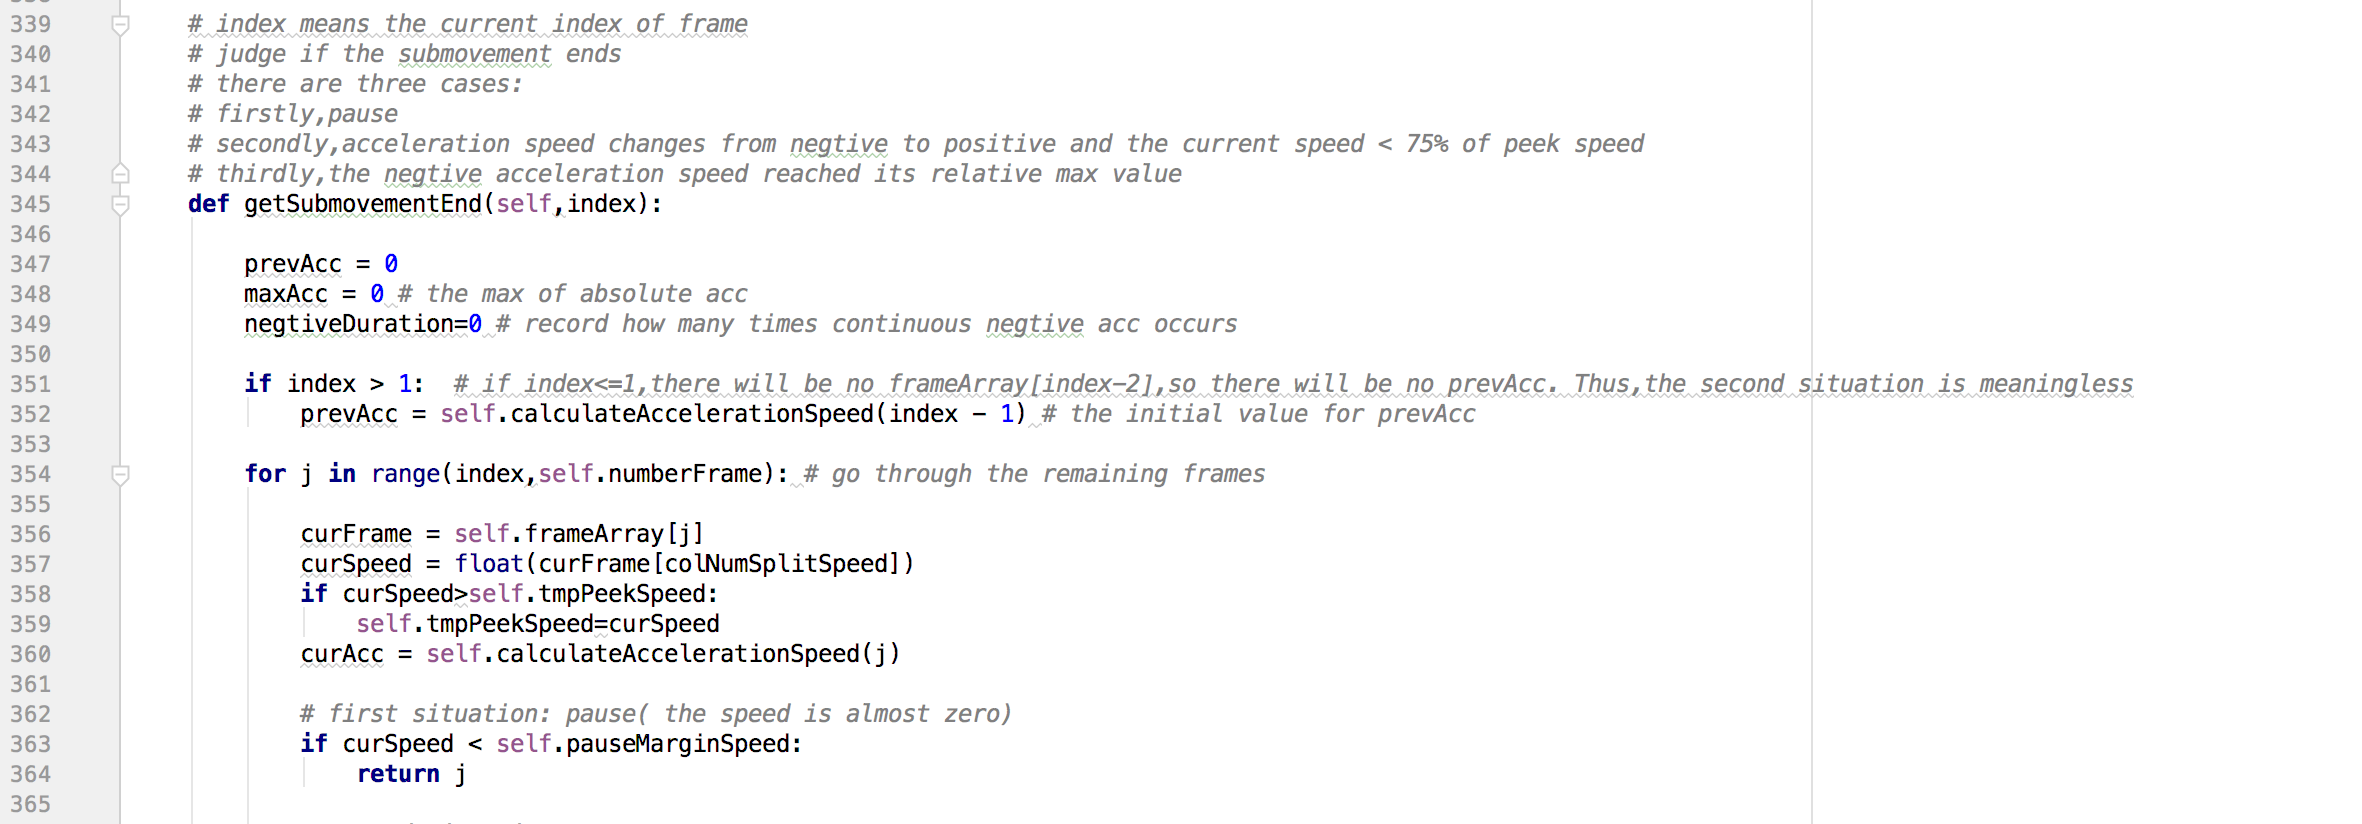 339 # index means the current index of frame
340 # judge if the submovement ends
341 # there are three cases:
342 # firstly,pause
343 # secondly,acceleration speed changes from negtive to positive and the current speed < 75% of peek speed
344 # thirdly,the negtive acceleration speed reached its relative max value
345 def getSubmovementEnd(self,index):
346
347 prevAcc = 0
348 maxAcc = 0 # the max of absolute acc
349 negtiveDuration=0 # record how many times continuous negtive acc occurs
350
351 if index > 1:  # if index<=1,there will be no frameArray[index-2],so there will be no prevAcc. Thus,the second situation is meaningless
352 prevAcc = self.calculateAccelerationSpeed(index - 1) # the initial value for prevAcc
353
354 for j in range(index,self.numberFrame): # go through the remaining frames
355
356 curFrame = self.frameArray[j]
357 curSpeed = float(curFrame[colNumSplitSpeed])
358 if curSpeed>self.tmpPeekSpeed:
359 self.tmpPeekSpeed=curSpeed
360 curAcc = self.calculateAccelerationSpeed(j)
361
362 # first situation: pause( the speed is almost zero)
363 if curSpeed < self.pauseMarginSpeed:
364 return j
365